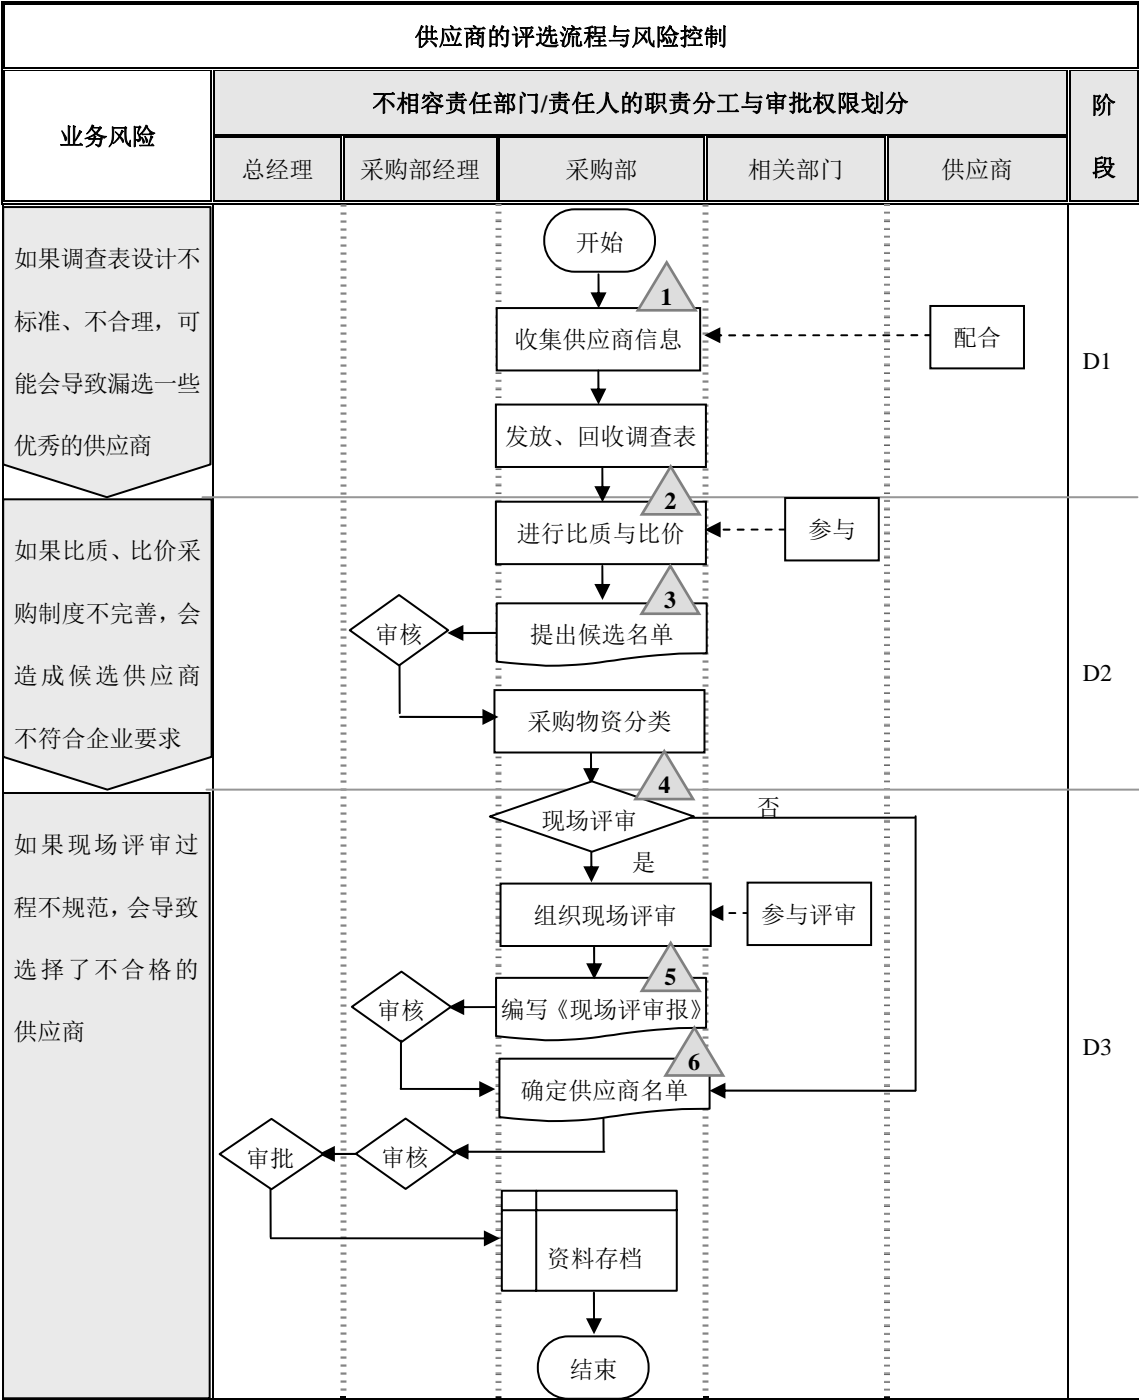 供应商的评选流程与风险控制
业务风险
不相容责任部门/责任人的职责分工与审批权限划分
阶
段
总经理
采购部经理
采购部
相关部门
供应商
如果调查表设计不
标准、不合理，可
能会导致漏选一些
优秀的供应商
开始
1
收集供应商信息
配合
发放、回收调查表
D1
如果比质、比价采
购制度不完善，会
造成候选供应商
不符合企业要求
2
进行比质与比价
参与
3
提出候选名单
审核
采购物资分类
D2
如果现场评审过
程不规范，会导致
选择了不合格的
供应商
4
现场评审
否
是
组织现场评审
参与评审
5
编写《现场评审报》
审核
6
确定供应商名单
审核
审批
资料存档
结束
D3